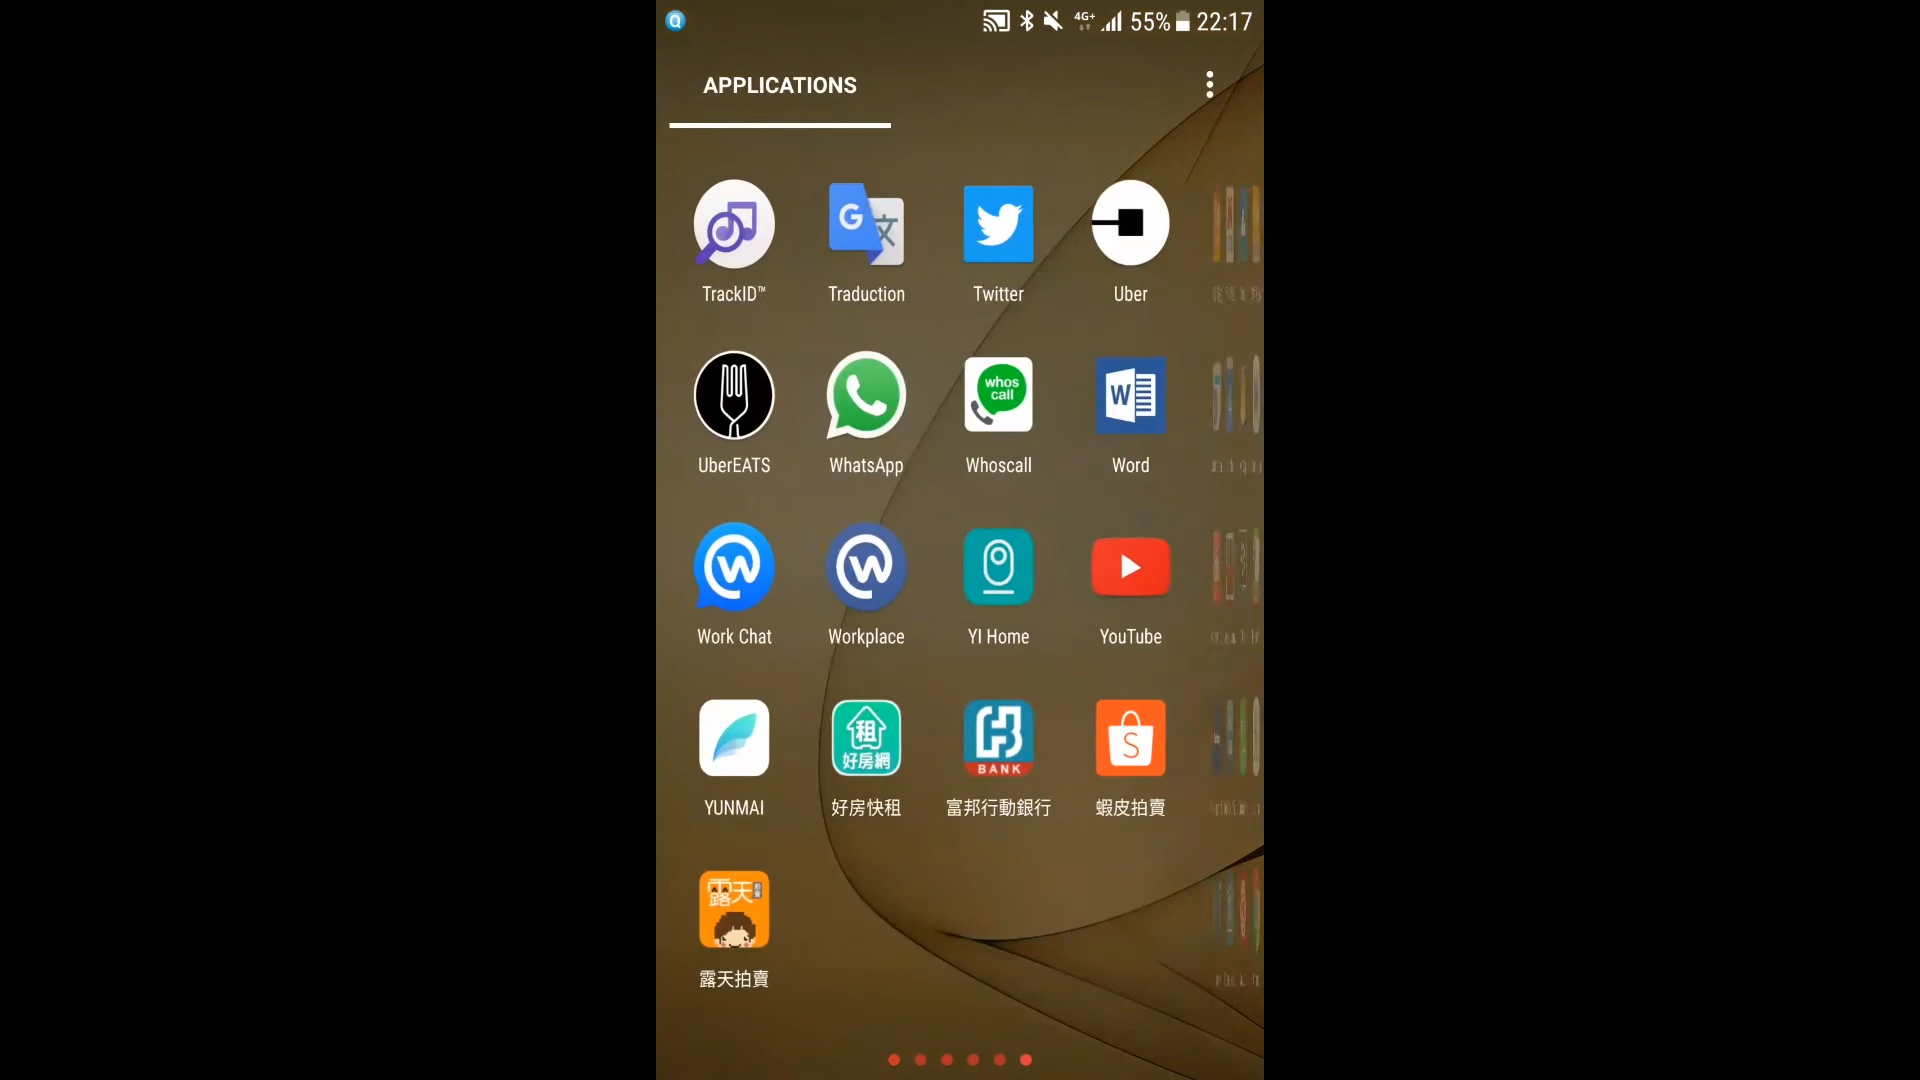 Q
4G+ 55% 22:17
APPLICATIONS
G 文
TrackID™ Traduction Twitter Uber
whos
call
W
UberEATS WhatsApp Whoscall Word
W W
Work Chat Workplace YI Home YouTube
租
好房網
BANK
S
YUNMAI 好房快租 富邦行動銀行 蝦皮拍賣
露天
露天拍賣